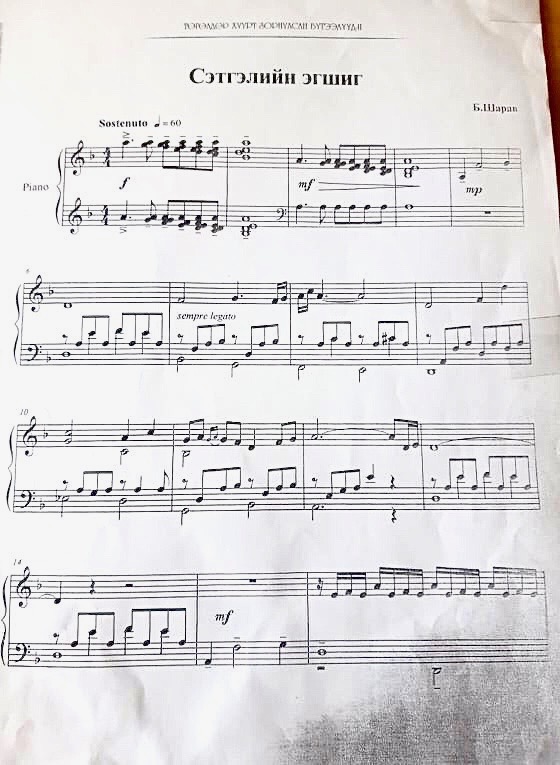 ТӨГӨЛДӨР ХУУРТ ЗОРИУЛСАН БҮТЭЭЛҮҮД II
Сэтгэлийн эгшиг
Б.Шарав
Sostenuto ♩ = 60
Piano
f
mf
mp
6
sempre legato
10
14
mf